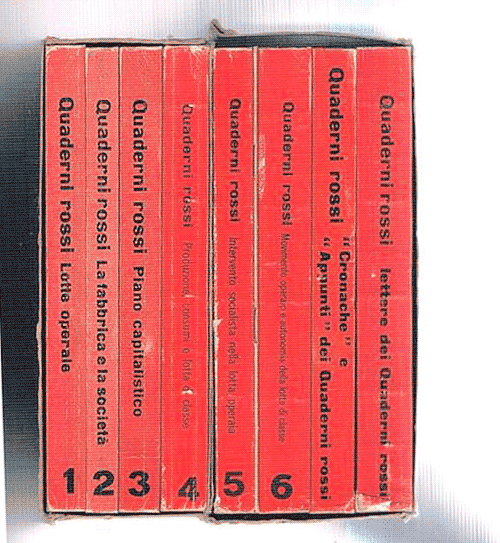 Quaderni rossi Lotte operaie 1
Quaderni rossi La fabbrica e la società 2
Quaderni rossi Piano capitalistico 3
Quaderni rossi Produzione, consumi e lotta di classe 4
Quaderni rossi Intervento socialista nella lotta operaia 5
Quaderni rossi Movimento operaio e autonomia della lotta di classe 6
Quaderni rossi “Cronache” e
“Appunti” dei Quaderni rossi
Quaderni rossi lettere dei Quaderni rossi